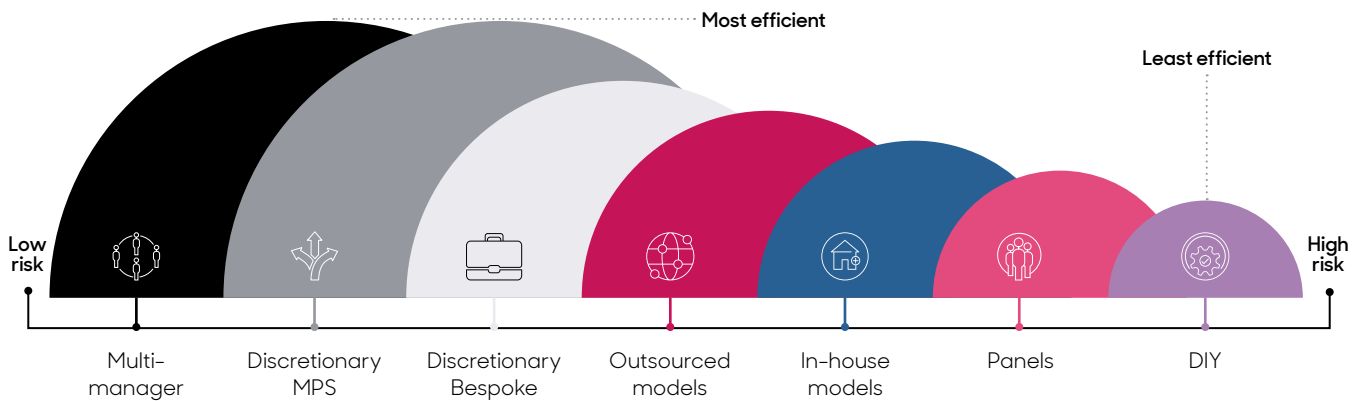 Most efficient
Least efficient
Low
risk
High
risk
Multi-
manager
Discretionary
MPS
Discretionary
Bespoke
Outsourced
models
In-house
models
Panels
DIY